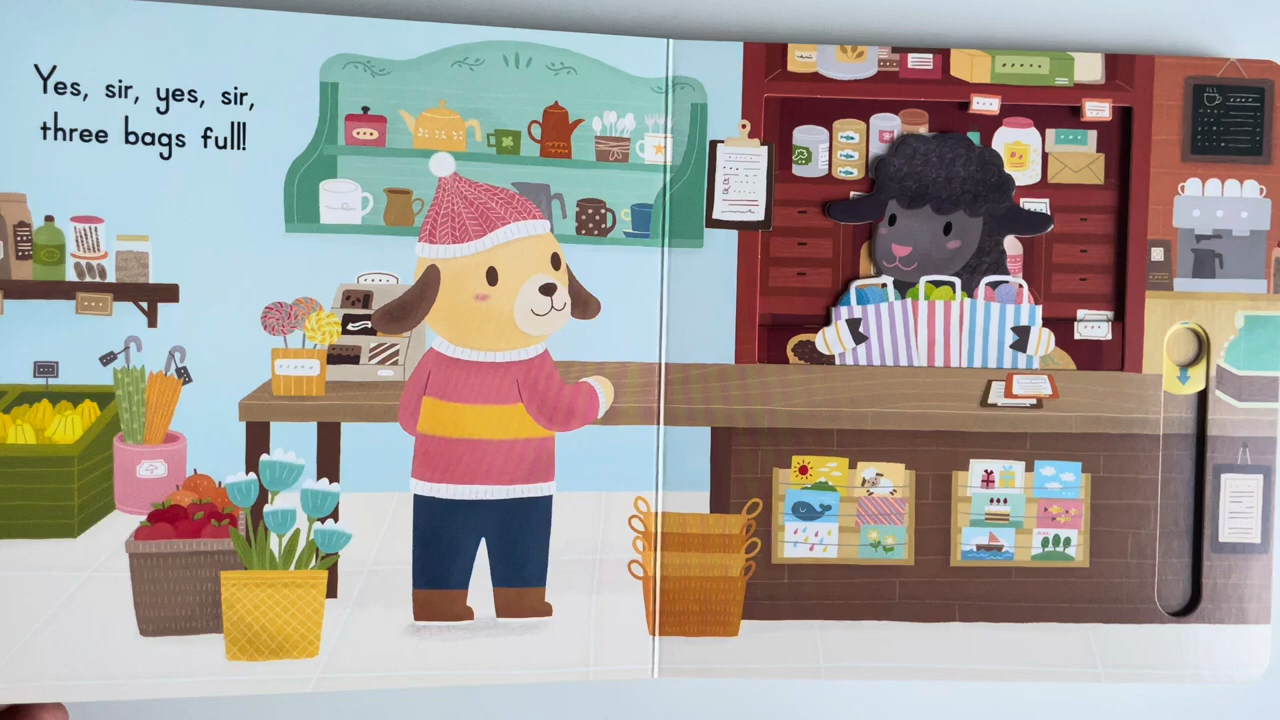 Yes, sir, yes, sir,
three bags full!